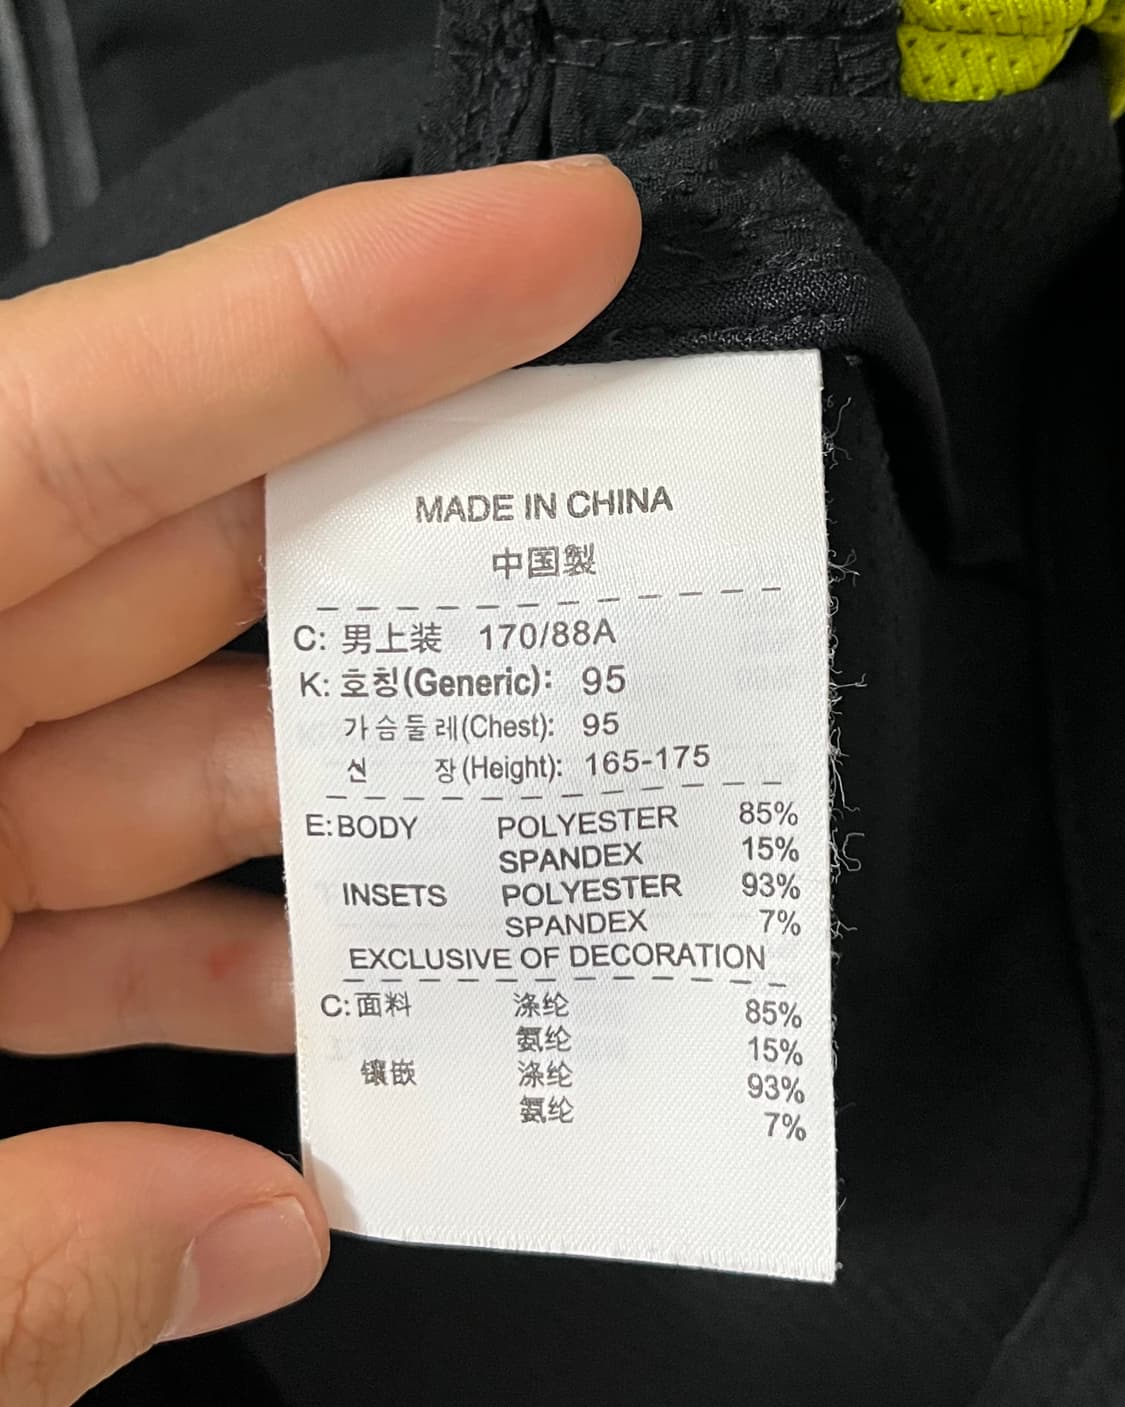 MADE IN CHINA
中国製
C: 男上装 170/88A
K: 호칭(Generic): 95
가슴둘레(Chest): 95
신 장(Height): 165-175
E:BODY POLYESTER 85%
SPANDEX 15%
INSETS POLYESTER 93%
SPANDEX 7%
EXCLUSIVE OF DECORATION
C:面料 涤纶 85%
氨纶 15%
镶嵌 涤纶 93%
氨纶 7%